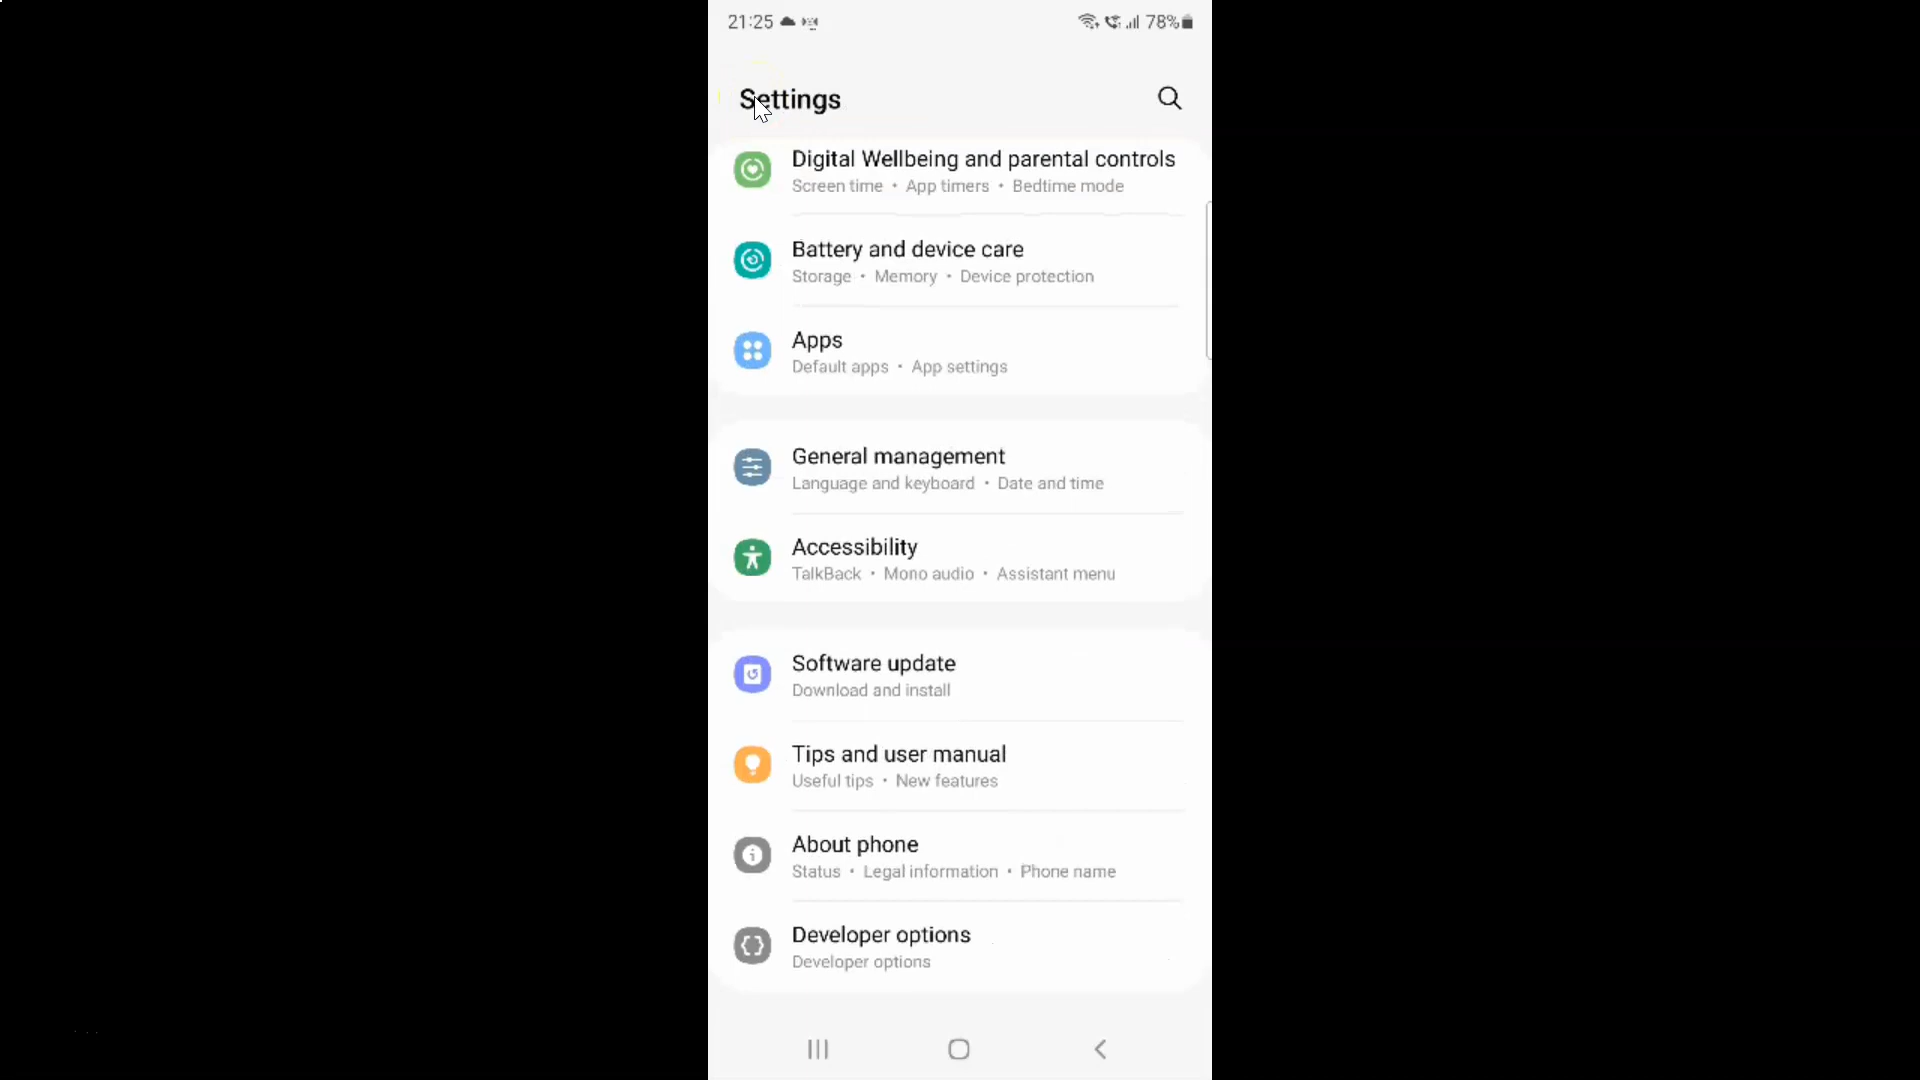 21:25 78%
Settings
Digital Wellbeing and parental controls
Screen time • App timers • Bedtime mode
Battery and device care
Storage • Memory • Device protection
Apps
Default apps • App settings
General management
Language and keyboard • Date and time
Accessibility
TalkBack • Mono audio • Assistant menu
Software update
Download and install
Tips and user manual
Useful tips • New features
About phone
Status • Legal information • Phone name
Developer options
Developer options